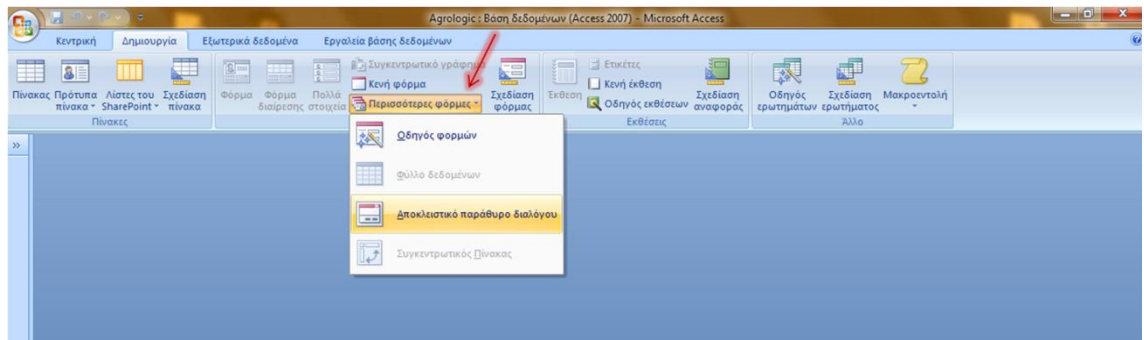 Agrologic : Βάση δεδομένων (Access 2007) - Microsoft Access
Κεντρική Δημιουργία Εξωτερικά δεδομένα Εργαλεία βάσης δεδομένων
Πίνακας Πρότυπα πίνακα Λίστες του SharePoint Σχεδίαση πίνακα
Πίνακες
Φόρμα Φόρμα διαίρεσης Πολλά στοιχεία
Συγκεντρωτικό γράφημα
Κενή φόρμα
Περισσότερες φόρμες
Σχεδίαση φόρμας
Έκθεση
Ετικέτες
Κενή έκθεση
Οδηγός εκθέσεων
Σχεδίαση αναφοράς
Εκθέσεις
Οδηγός ερωτημάτων Σχεδίαση ερωτήματος Μακροεντολή
Άλλο
Οδηγός φορμών
Φύλλο δεδομένων
Αποκλειστικό παράθυρο διαλόγου
Συγκεντρωτικός Πίνακας